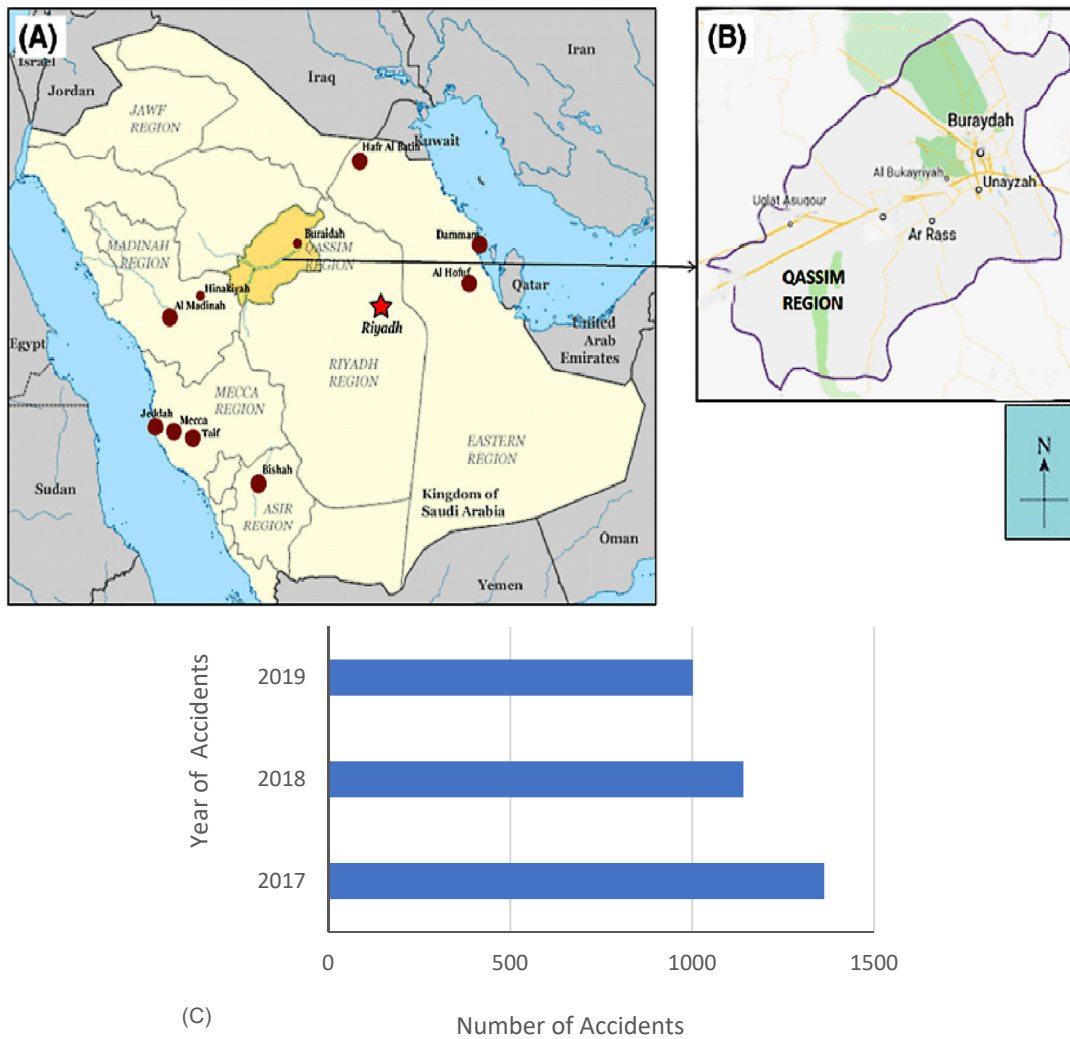 (A)
Israel
Jordan
Iraq
Iran
Kuwait
JAWF
REGION
Hafr Al Batin
MADINAH
REGION
Buraidah
QASSIM
REGION
Dammam
Al Hofuf
Qatar
Hinakiyah
Al Madinah
Riyadh
United
Arab
Emirates
Egypt
RIYADH
REGION
MECCA
REGION
Jeddah
Mecca
Taif
EASTERN
REGION
Bishah
ASIR
REGION
Kingdom of
Saudi Arabia
Sudan
Oman
Yemen
(B)
Buraydah
Al Bukayriyah
Unayzah
Uqlat Asuqour
Ar Rass
QASSIM
REGION
N
Year of Accidents
2019
2018
2017
0 500 1000 1500
(C)
Number of Accidents